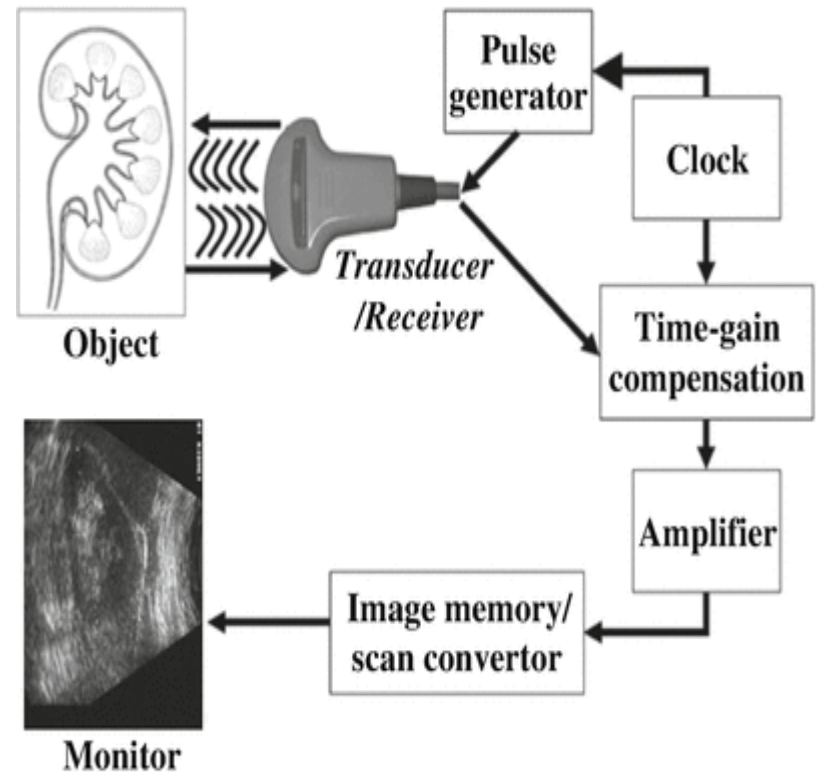 Pulse
generator
Clock
Transducer
/Receiver
Object
Time-gain
compensation
Amplifier
Image memory/
scan convertor
Monitor